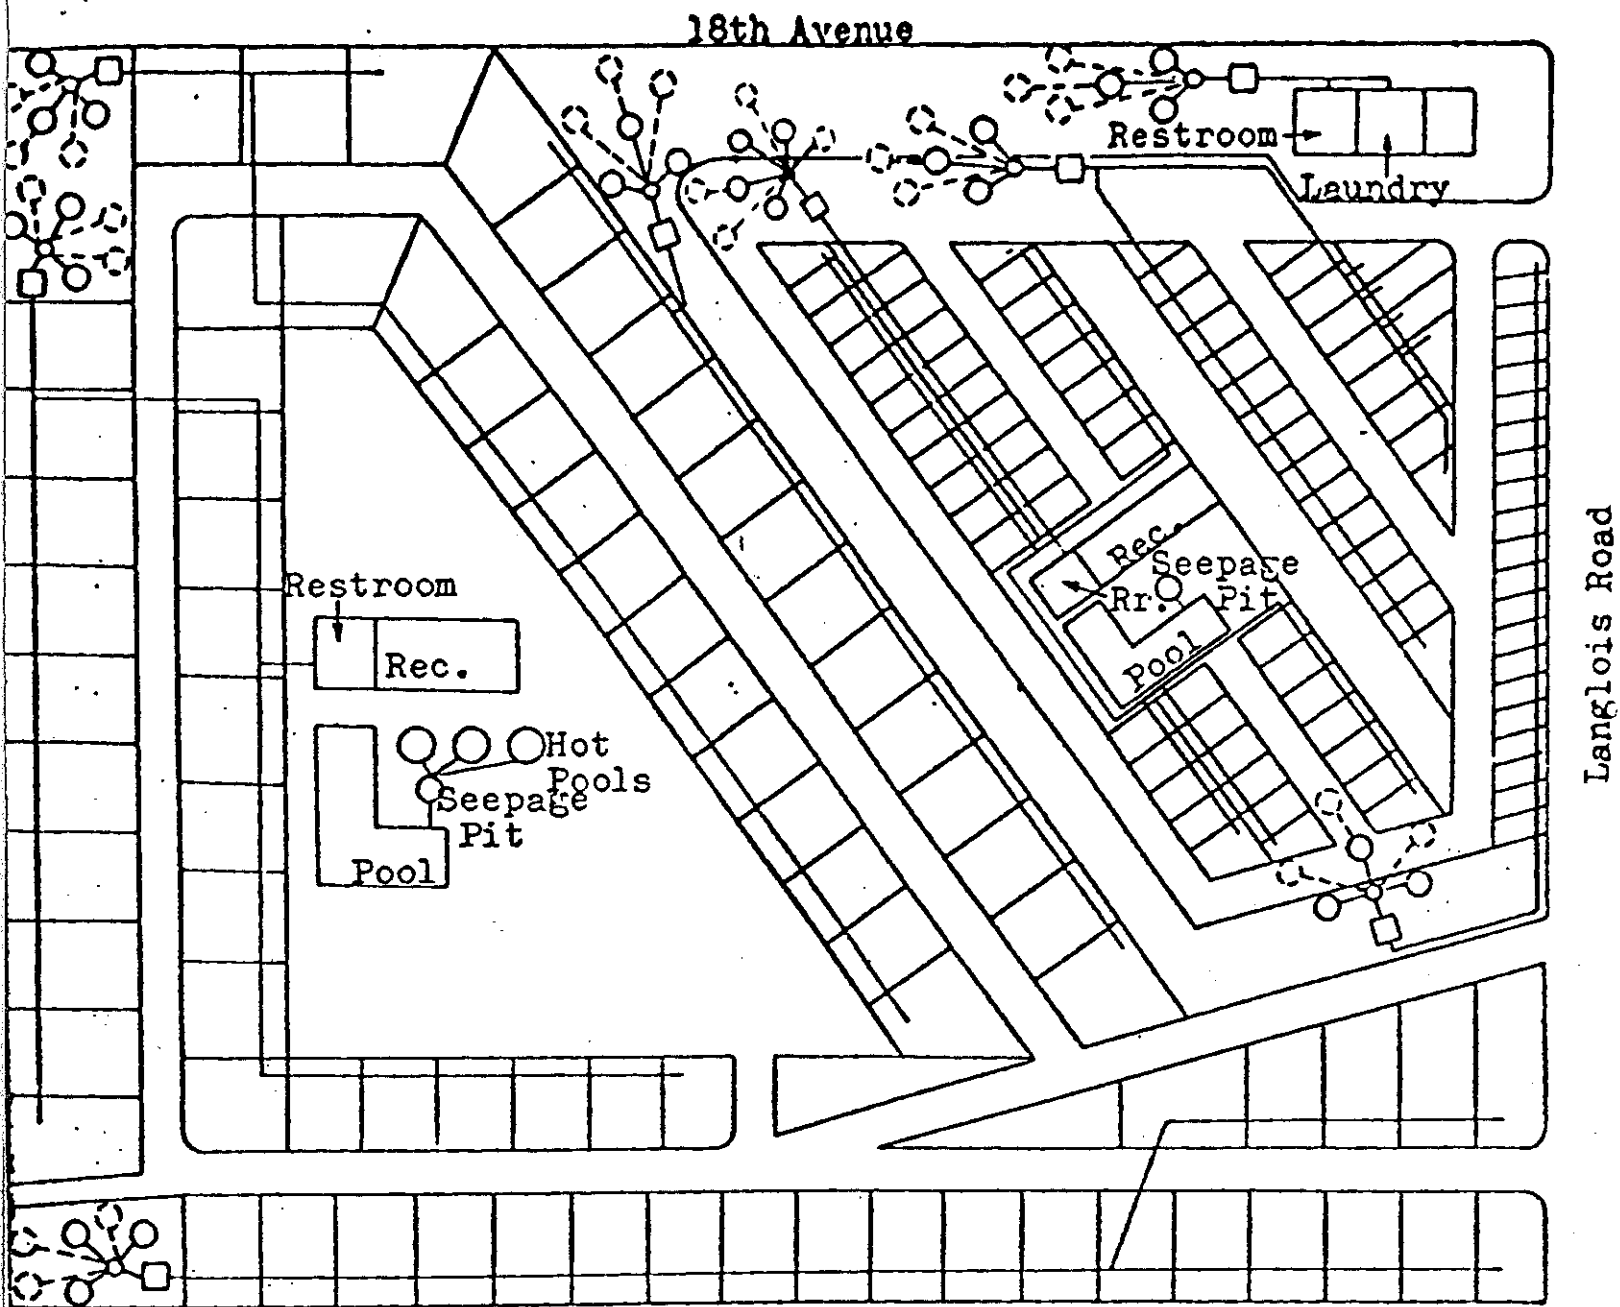 18th Avenue
Restroom
Laundry
Rec.
Seepage
Rr. Pit
Pool
Langlois Road
Restroom
Rec.
Hot
Pools
Seepage
Pit
Pool